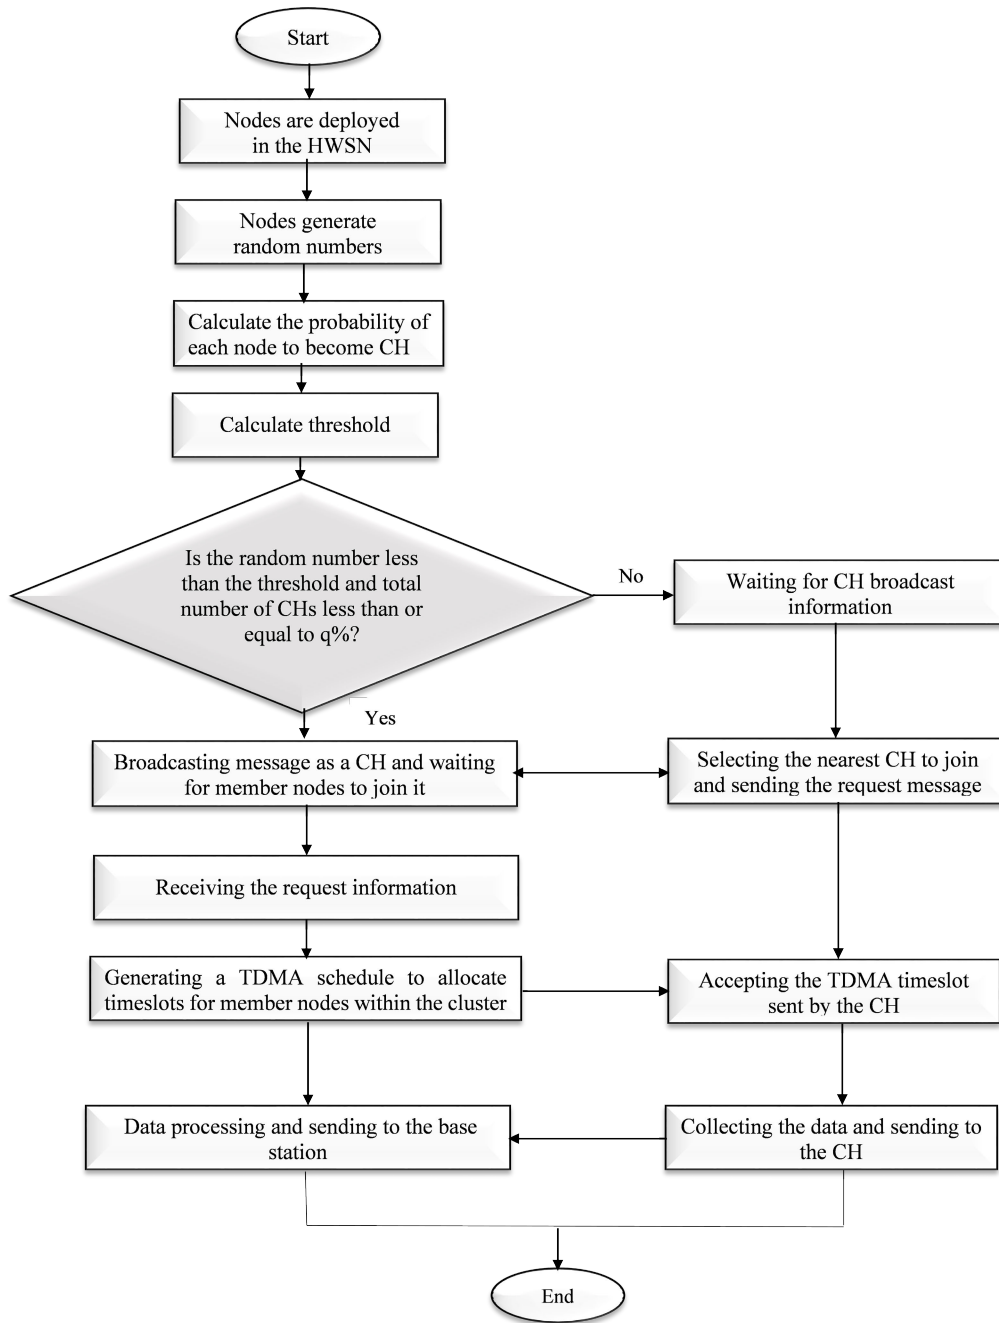 Start
Nodes are deployed
in the HWSN
Nodes generate
random numbers
Calculate the probability of
each node to become CH
Calculate threshold
Is the random number less
than the threshold and total
number of CHs less than or
equal to q%?
No
Waiting for CH broadcast
information
Yes
Broadcasting message as a CH and waiting
for member nodes to join it
Selecting the nearest CH to join
and sending the request message
Receiving the request information
Generating a TDMA schedule to allocate
timeslots for member nodes within the cluster
Accepting the TDMA timeslot
sent by the CH
Data processing and sending to the base
station
Collecting the data and sending to
the CH
End